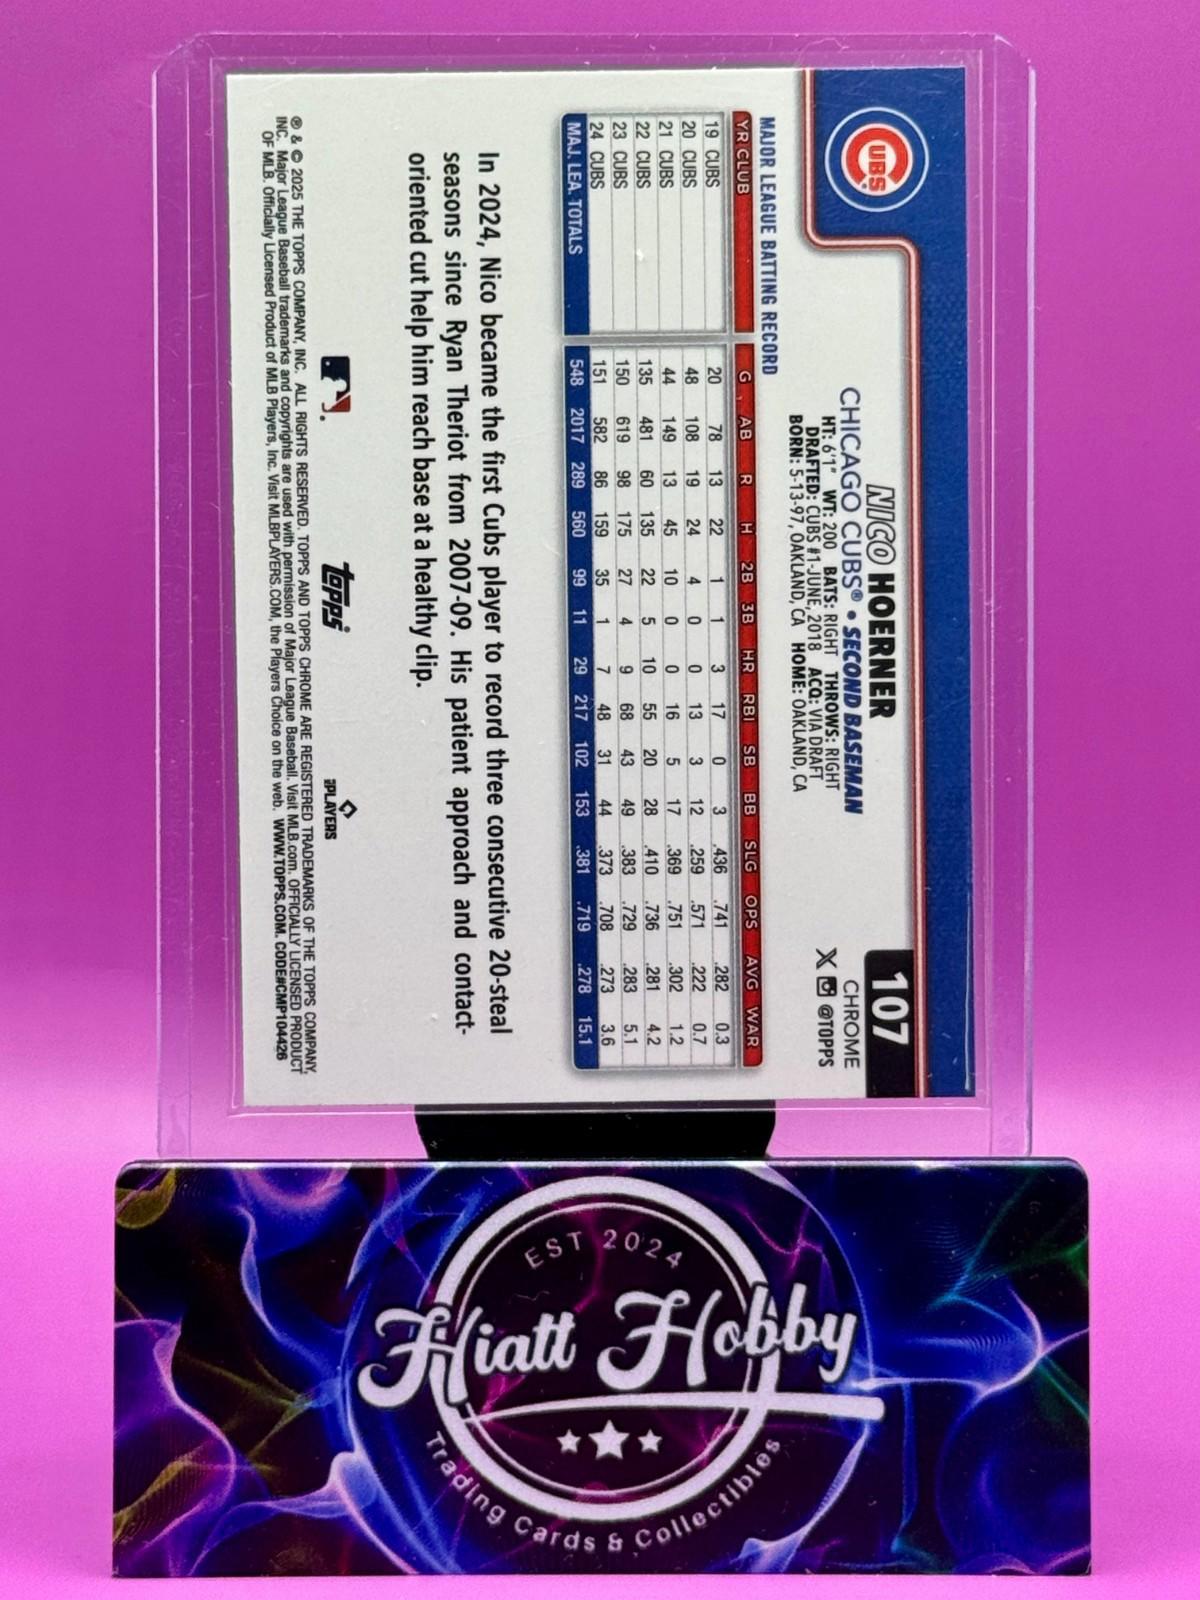 CUBS
107
CHROME
X @TOPPS
NICO HOERNER
CHICAGO CUBS® • SECOND BASEMAN
HT: 6'1" WT: 200 BATS: RIGHT THROWS: RIGHT
DRAFTED: CUBS #1-JUNE, 2018 ACQ: VIA DRAFT
BORN: 5-13-97, OAKLAND, CA HOME: OAKLAND, CA
MAJOR LEAGUE BATTING RECORD
YR CLUB G AB R H 2B 3B HR RBI SB BB SLG OPS AVG WAR
19 CUBS 20 78 13 22 1 1 3 17 0 3 .436 .741 .282 0.3
20 CUBS 48 108 19 24 4 0 0 13 3 12 .259 .571 .222 0.7
21 CUBS 44 149 13 45 10 0 0 16 5 17 .369 .751 .302 1.2
22 CUBS 135 481 60 135 22 5 10 55 20 28 .410 .736 .281 4.2
23 CUBS 150 619 98 175 27 4 9 68 43 49 .383 .729 .283 5.1
24 CUBS 151 582 86 159 35 1 7 48 31 44 .373 .708 .273 3.6
MAJ. LEA. TOTALS 548 2017 289 560 99 11 29 217 102 153 .381 .719 .278 15.1
In 2024, Nico became the first Cubs player to record three consecutive 20-steal
seasons since Ryan Theriot from 2007-09. His patient approach and contact-
oriented cut help him reach base at a healthy clip.
topps
PLAYERS
® & © 2025 THE TOPPS COMPANY, INC. ALL RIGHTS RESERVED. TOPPS AND TOPPS CHROME ARE REGISTERED TRADEMARKS OF THE TOPPS COMPANY,
INC. Major League Baseball trademarks and copyrights are used with permission of Major League Baseball. Visit MLB.com. OFFICIALLY LICENSED PRODUCT
OF MLB. Officially Licensed Product of MLB Players, Inc. Visit MLBPLAYERS.COM, the Players Choice on the web. WWW.TOPPS.COM. CODE#CMP104426
EST 2024
Hiatt Hobby
Trading Cards & Collectibles